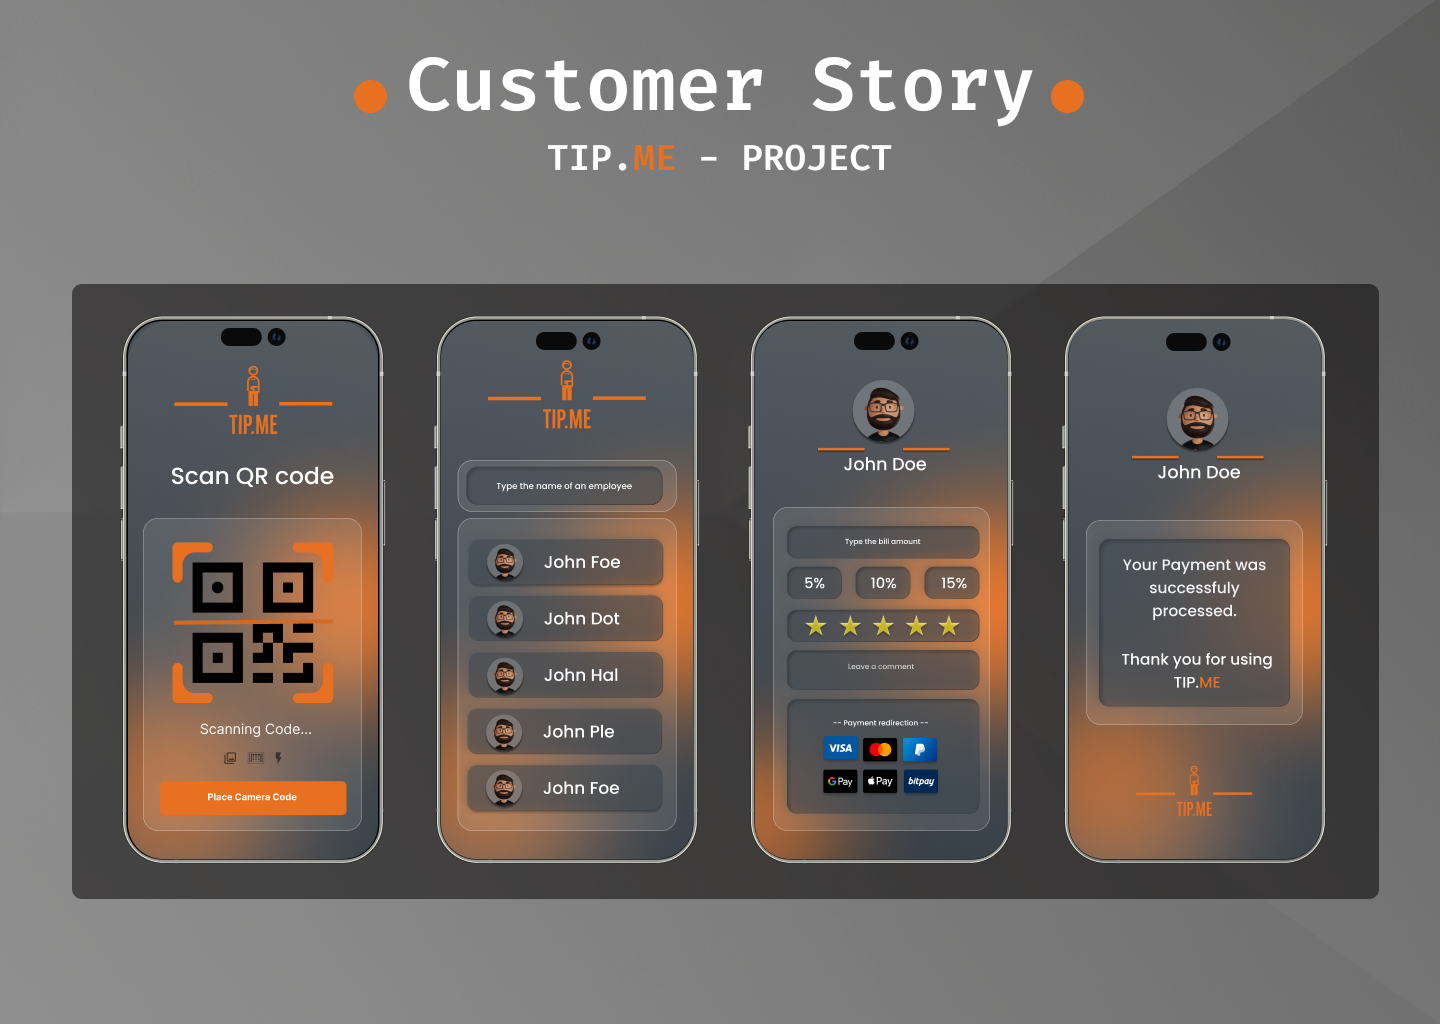 Customer Story
TIP.ME - PROJECT
TIP.ME
Scan QR code
Scanning Code...
Place Camera Code
TIP.ME
Type the name of an employee
John Foe
John Dot
John Hal
John Ple
John Foe
John Doe
Type the bill amount
5% 10% 15%
Leave a comment
-- Payment redirection --
VISA PayPal
G Pay Pay bitpay
John Doe
Your Payment was
successfuly
processed.
Thank you for using
TIP.ME
TIP.ME